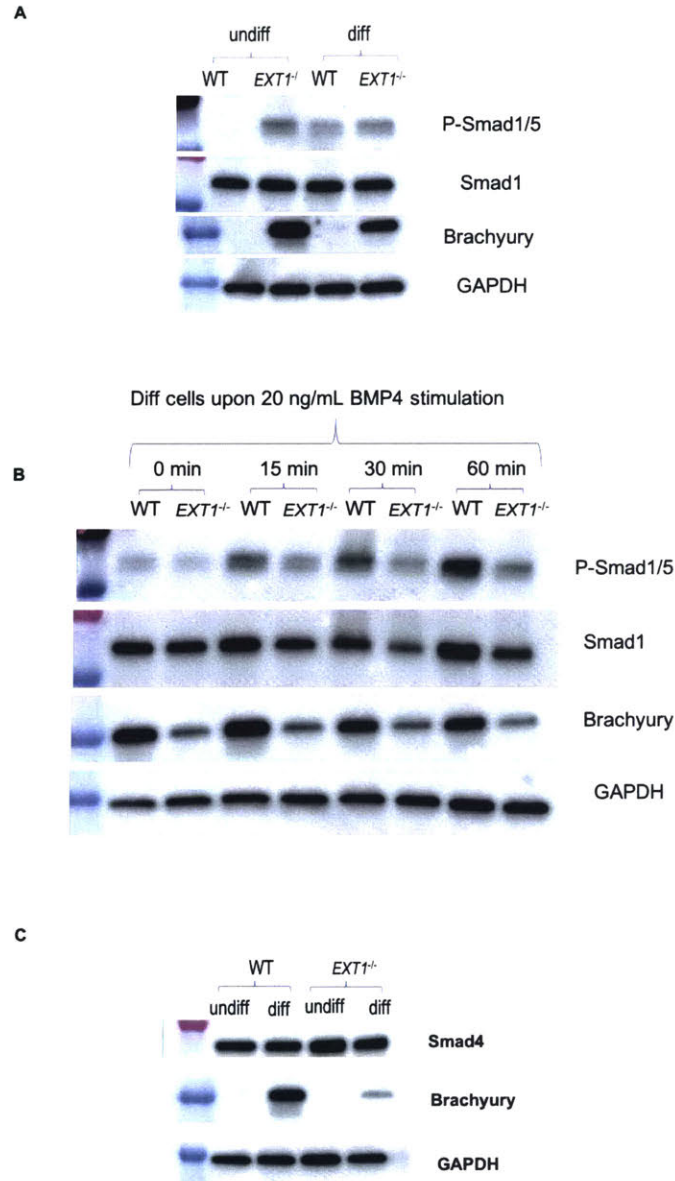 A
undiff diff
WT EXT1-/ WT EXT1-/-
P-Smad1/5
Smad1
Brachyury
GAPDH
Diff cells upon 20 ng/mL BMP4 stimulation
B
0 min 15 min 30 min 60 min
WT EXT1-/- WT EXT1-/- WT EXT1-/- WT EXT1-/-
P-Smad1/5
Smad1
Brachyury
GAPDH
C
WT EXT1-/-
undiff diff undiff diff
Smad4
Brachyury
GAPDH